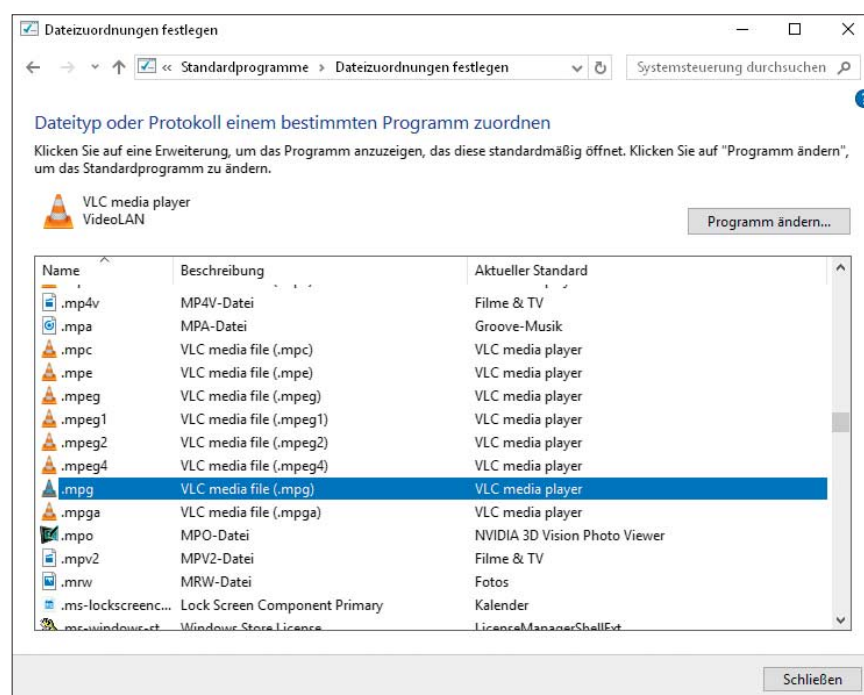 Dateizuordnungen festlegen
« Standardprogramme › Dateizuordnungen festlegen Systemsteuerung durchsuchen
Dateityp oder Protokoll einem bestimmten Programm zuordnen
Klicken Sie auf eine Erweiterung, um das Programm anzuzeigen, das diese standardmäßig öffnet. Klicken Sie auf "Programm ändern",
um das Standardprogramm zu ändern.
VLC media player
VideoLAN
Programm ändern...
Name Beschreibung Aktueller Standard
.mp4v MP4V-Datei Filme & TV
.mpa MPA-Datei Groove-Musik
.mpc VLC media file (.mpc) VLC media player
.mpe VLC media file (.mpe) VLC media player
.mpeg VLC media file (.mpeg) VLC media player
.mpeg1 VLC media file (.mpeg1) VLC media player
.mpeg2 VLC media file (.mpeg2) VLC media player
.mpeg4 VLC media file (.mpeg4) VLC media player
.mpg VLC media file (.mpg) VLC media player
.mpga VLC media file (.mpga) VLC media player
.mpo MPO-Datei NVIDIA 3D Vision Photo Viewer
.mpv2 MPV2-Datei Filme & TV
.mrw MRW-Datei Fotos
.ms-lockscreenc... Lock Screen Component Primary Kalender
.ms-windows-st... Windows Store License LicenseManagerShellExt
Schließen